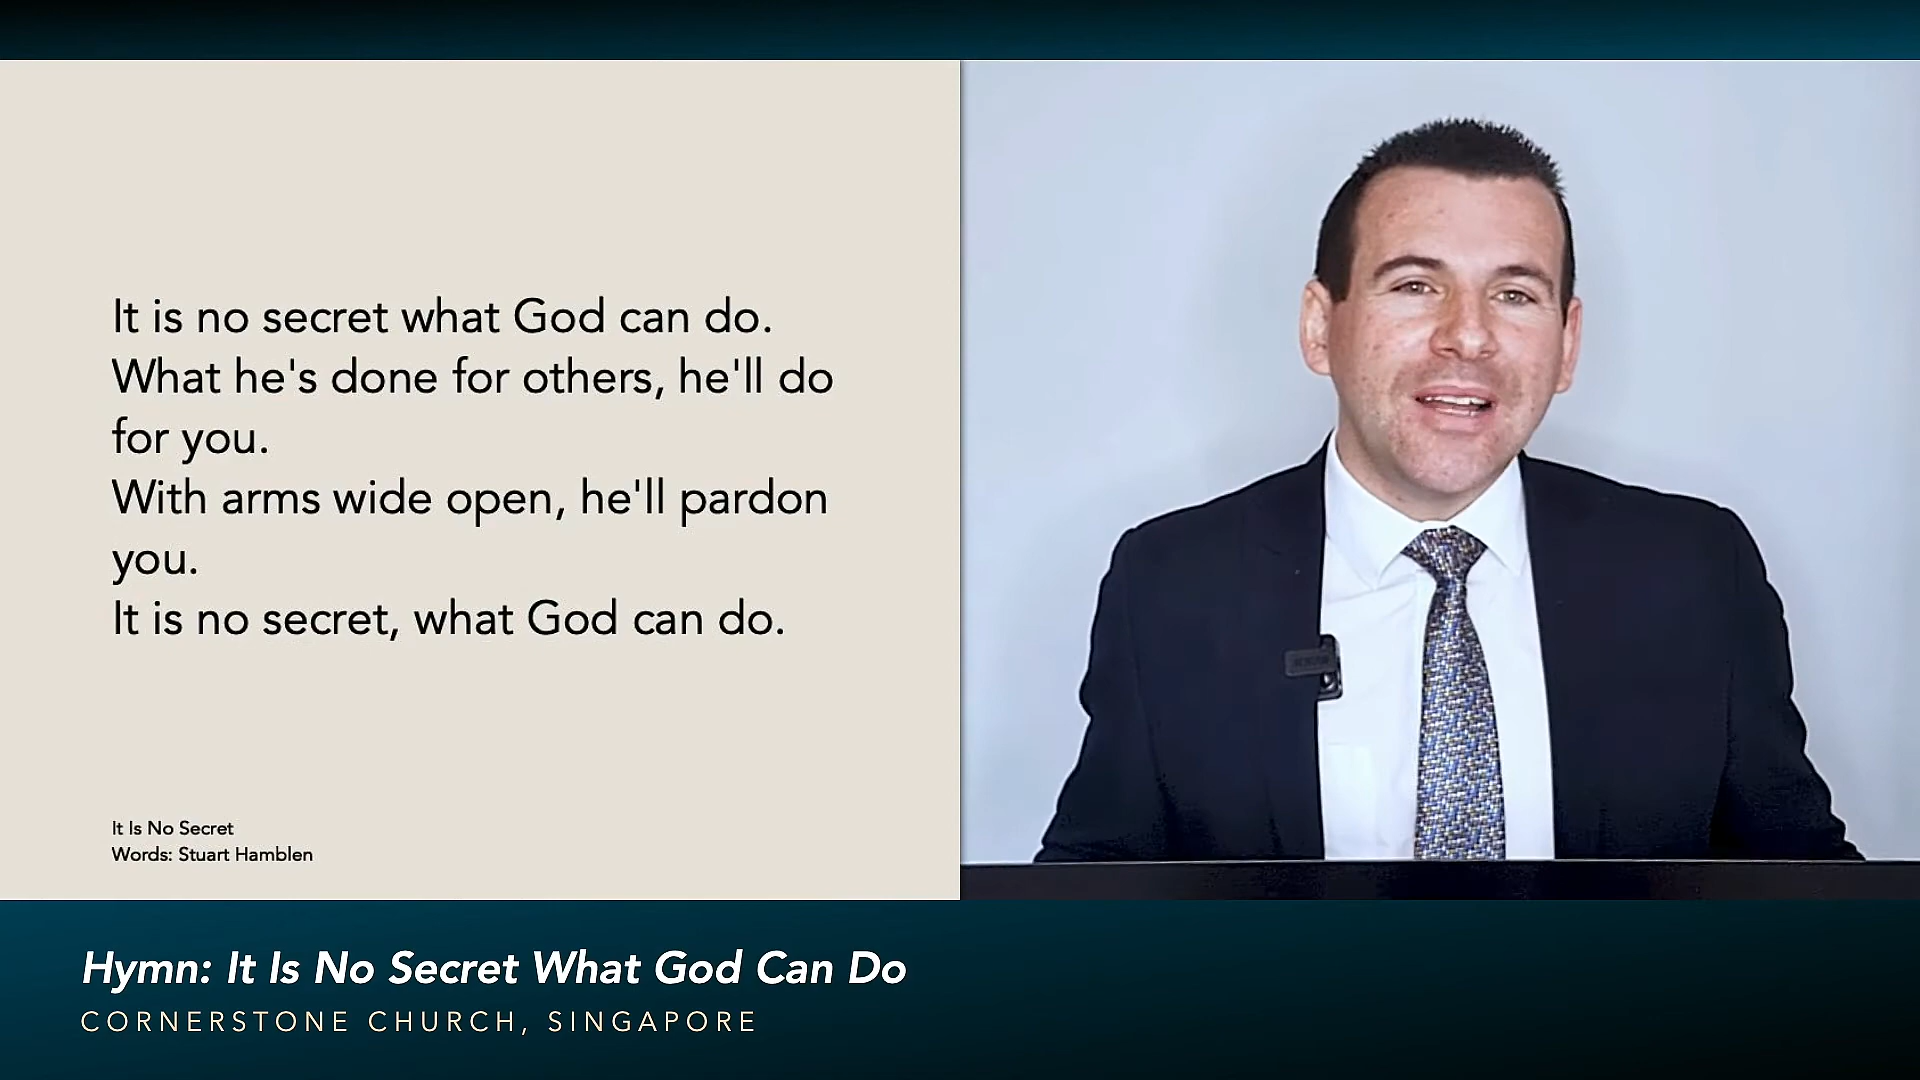 It is no secret what God can do.
What he's done for others, he'll do
for you.
With arms wide open, he'll pardon
you.
It is no secret, what God can do.
It Is No Secret
Words: Stuart Hamblen
Hymn: It Is No Secret What God Can Do
CORNERSTONE CHURCH, SINGAPORE